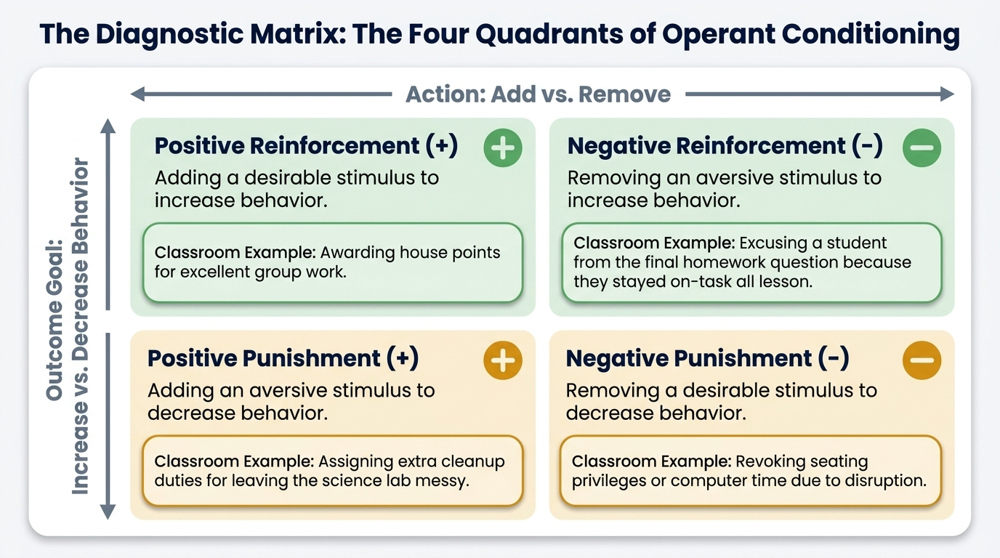 The Diagnostic Matrix: The Four Quadrants of Operant Conditioning
Action: Add vs. Remove
Outcome Goal:
Increase vs. Decrease Behavior
Positive Reinforcement (+)
Adding a desirable stimulus to
increase behavior.
Classroom Example: Awarding house points
for excellent group work.
Negative Reinforcement (−)
Removing an aversive stimulus to
increase behavior.
Classroom Example: Excusing a student
from the final homework question because
they stayed on-task all lesson.
Positive Punishment (+)
Adding an aversive stimulus to
decrease behavior.
Classroom Example: Assigning extra cleanup
duties for leaving the science lab messy.
Negative Punishment (−)
Removing a desirable stimulus to
decrease behavior.
Classroom Example: Revoking seating
privileges or computer time due to disruption.